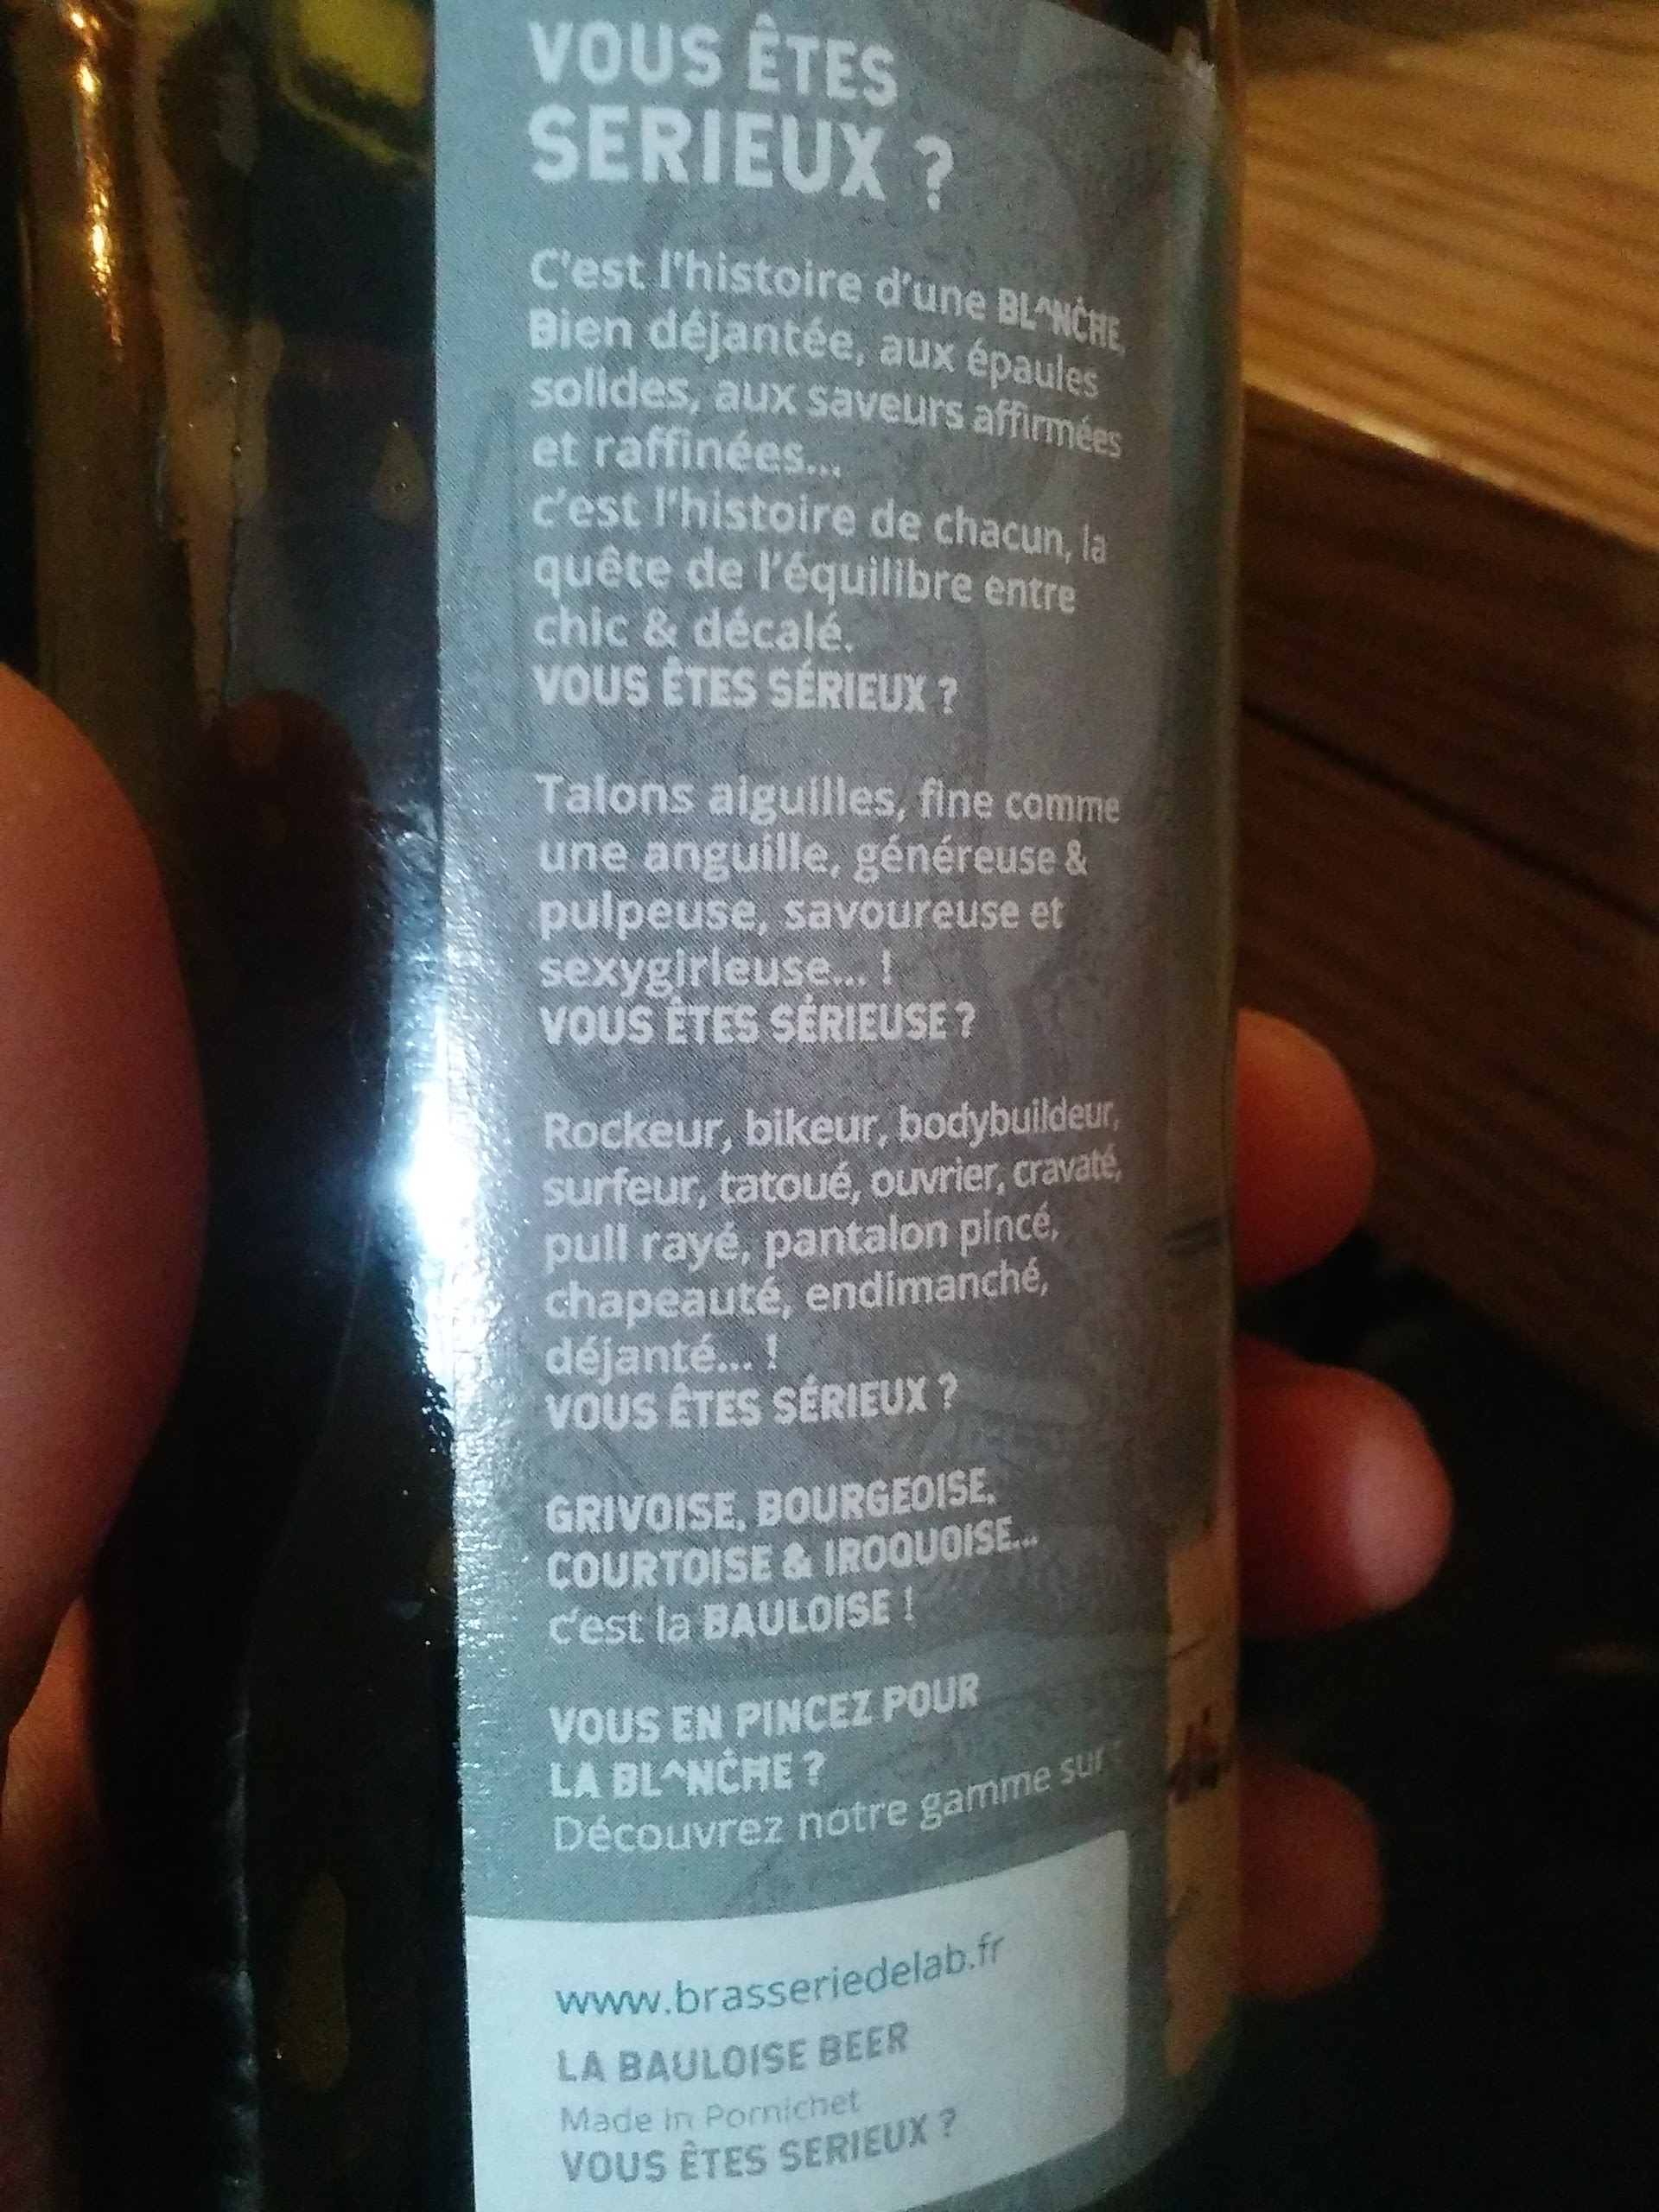 VOUS ÊTES
SERIEUX ?
C'est l'histoire d'une BL^NCHE,
Bien déjantée, aux épaules
solides, aux saveurs affirmées
et raffinées...
c'est l'histoire de chacun, la
quête de l'équilibre entre
chic & décalé.
VOUS ÊTES SÉRIEUX ?
Talons aiguilles, fine comme
une anguille, généreuse &
pulpeuse, savoureuse et
sexygirleuse... !
VOUS ÊTES SÉRIEUSE ?
Rockeur, bikeur, bodybuildeur,
surfeur, tatoué, ouvrier, cravaté,
pull rayé, pantalon pincé,
chapeauté, endimanché,
déjanté... !
VOUS ÊTES SÉRIEUX ?
GRIVOISE, BOURGEOISE,
COURTOISE & IROQUOISE...
c'est la BAULOISE !
VOUS EN PINCEZ POUR
LA BL^NCHE ?
Découvrez notre gamme sur :
www.brasseriedelab.fr
LA BAULOISE BEER
Made in Pornichet
VOUS ÊTES SERIEUX ?